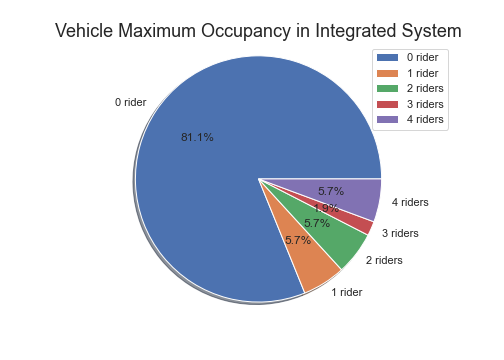 Vehicle Maximum Occupancy in Integrated System
0 rider
1 rider
2 riders
3 riders
4 riders
0 rider
81.1%
5.7%
4 riders
1.9%
5.7%
3 riders
5.7%
2 riders
1 rider